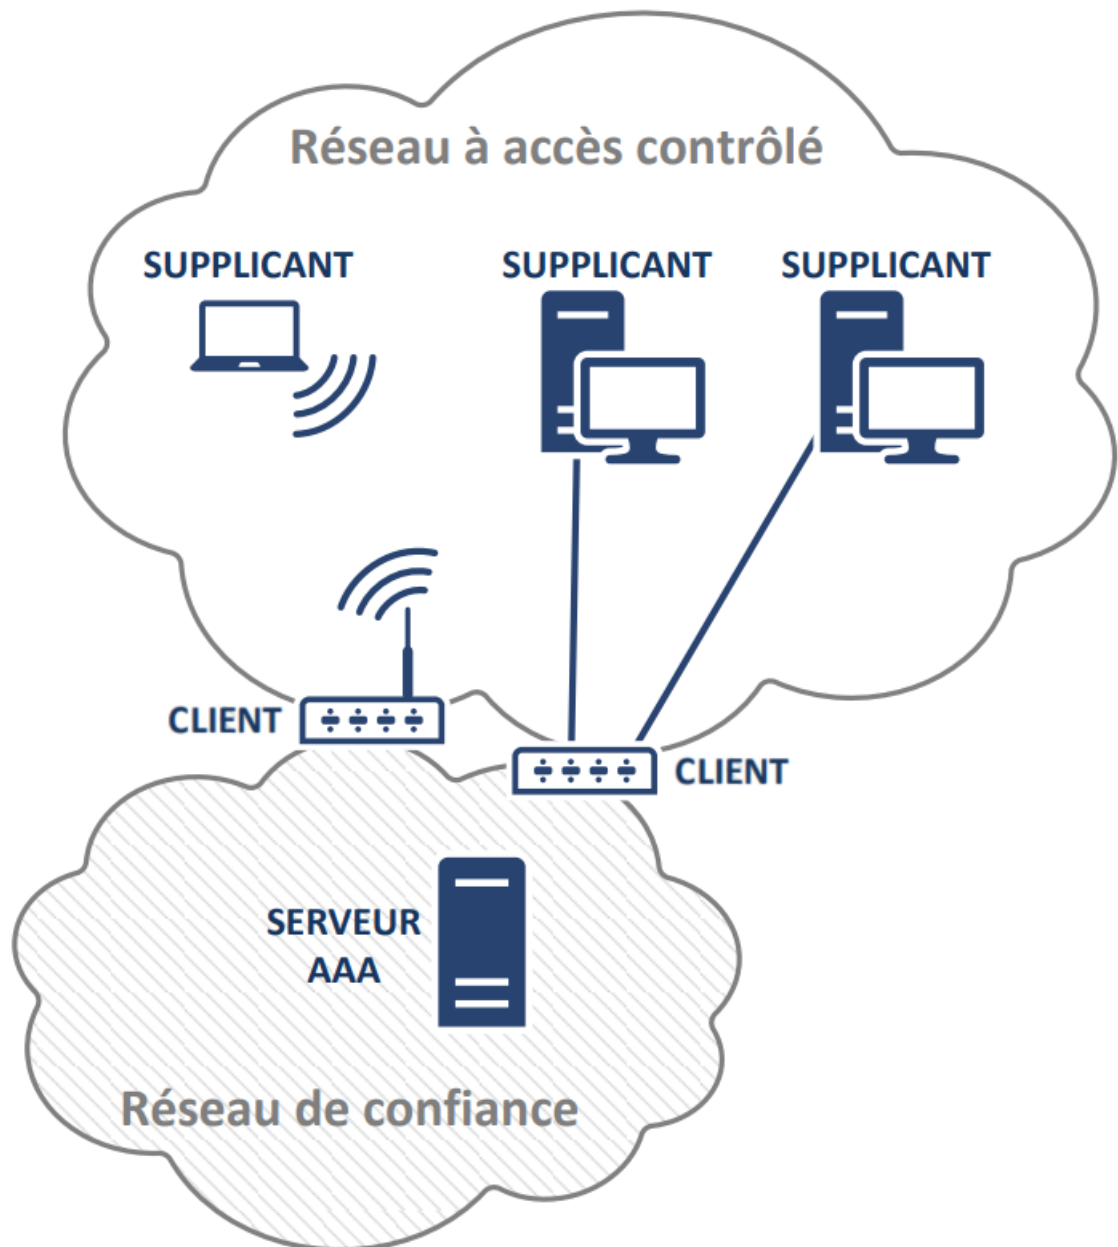 Réseau à accès contrôlé
SUPPLICANT
SUPPLICANT
SUPPLICANT
CLIENT
CLIENT
SERVEUR
AAA
Réseau de confiance